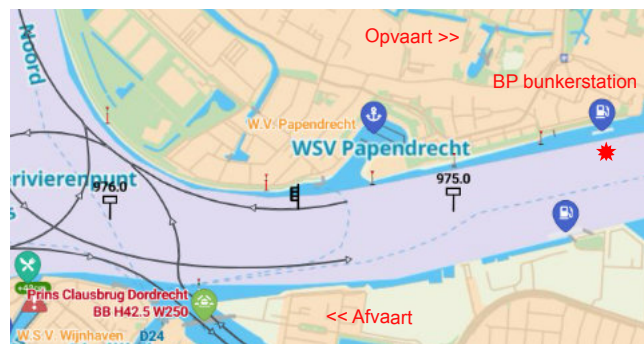 Opvaart >>
Noord
BP bunkerstation
W.V. Papendrecht
WSV Papendrecht
976.0
975.0
erivierenpunt
s
Prins Clausbrug Dordrecht
BB H42.5 W250
<< Afvaart
W.S.V. Wijnhaven
D24